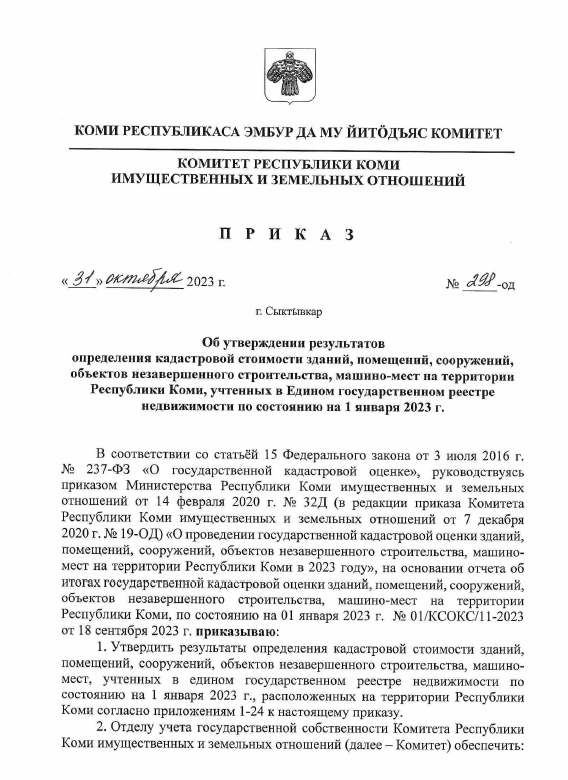 КОМИ РЕСПУБЛИКАСА ЭМБУР ДА МУ ЙИТӦДЪЯС КОМИТЕТ
КОМИТЕТ РЕСПУБЛИКИ КОМИ
ИМУЩЕСТВЕННЫХ И ЗЕМЕЛЬНЫХ ОТНОШЕНИЙ
П Р И К А З
«31» октября 2023 г. № 298-од
г. Сыктывкар
Об утверждении результатов
определения кадастровой стоимости зданий, помещений, сооружений,
объектов незавершенного строительства, машино-мест на территории
Республики Коми, учтенных в Едином государственном реестре
недвижимости по состоянию на 1 января 2023 г.
В соответствии со статьёй 15 Федерального закона от 3 июля 2016 г.
№ 237-ФЗ «О государственной кадастровой оценке», руководствуясь
приказом Министерства Республики Коми имущественных и земельных
отношений от 14 февраля 2020 г. № 32Д (в редакции приказа Комитета
Республики Коми имущественных и земельных отношений от 7 декабря
2020 г. № 19-ОД) «О проведении государственной кадастровой оценки зданий,
помещений, сооружений, объектов незавершенного строительства, машино-
мест на территории Республики Коми в 2023 году», на основании отчета об
итогах государственной кадастровой оценки зданий, помещений, сооружений,
объектов незавершенного строительства, машино-мест на территории
Республики Коми, по состоянию на 01 января 2023 г. № 01/КСОКС/11-2023
от 18 сентября 2023 г. приказываю:
1. Утвердить результаты определения кадастровой стоимости зданий,
помещений, сооружений, объектов незавершенного строительства, машино-
мест, учтенных в едином государственном реестре недвижимости по
состоянию на 1 января 2023 г., расположенных на территории Республики
Коми согласно приложениям 1-24 к настоящему приказу.
2. Отделу учета государственной собственности Комитета Республики
Коми имущественных и земельных отношений (далее – Комитет) обеспечить: